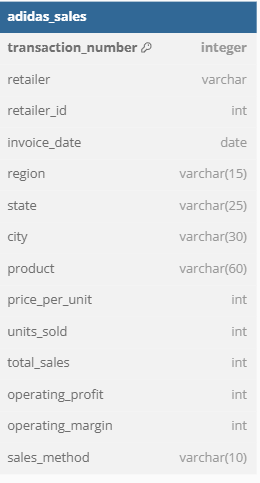 adidas_sales
transaction_number integer
retailer varchar
retailer_id int
invoice_date date
region varchar(15)
state varchar(25)
city varchar(30)
product varchar(60)
price_per_unit int
units_sold int
total_sales int
operating_profit int
operating_margin int
sales_method varchar(10)